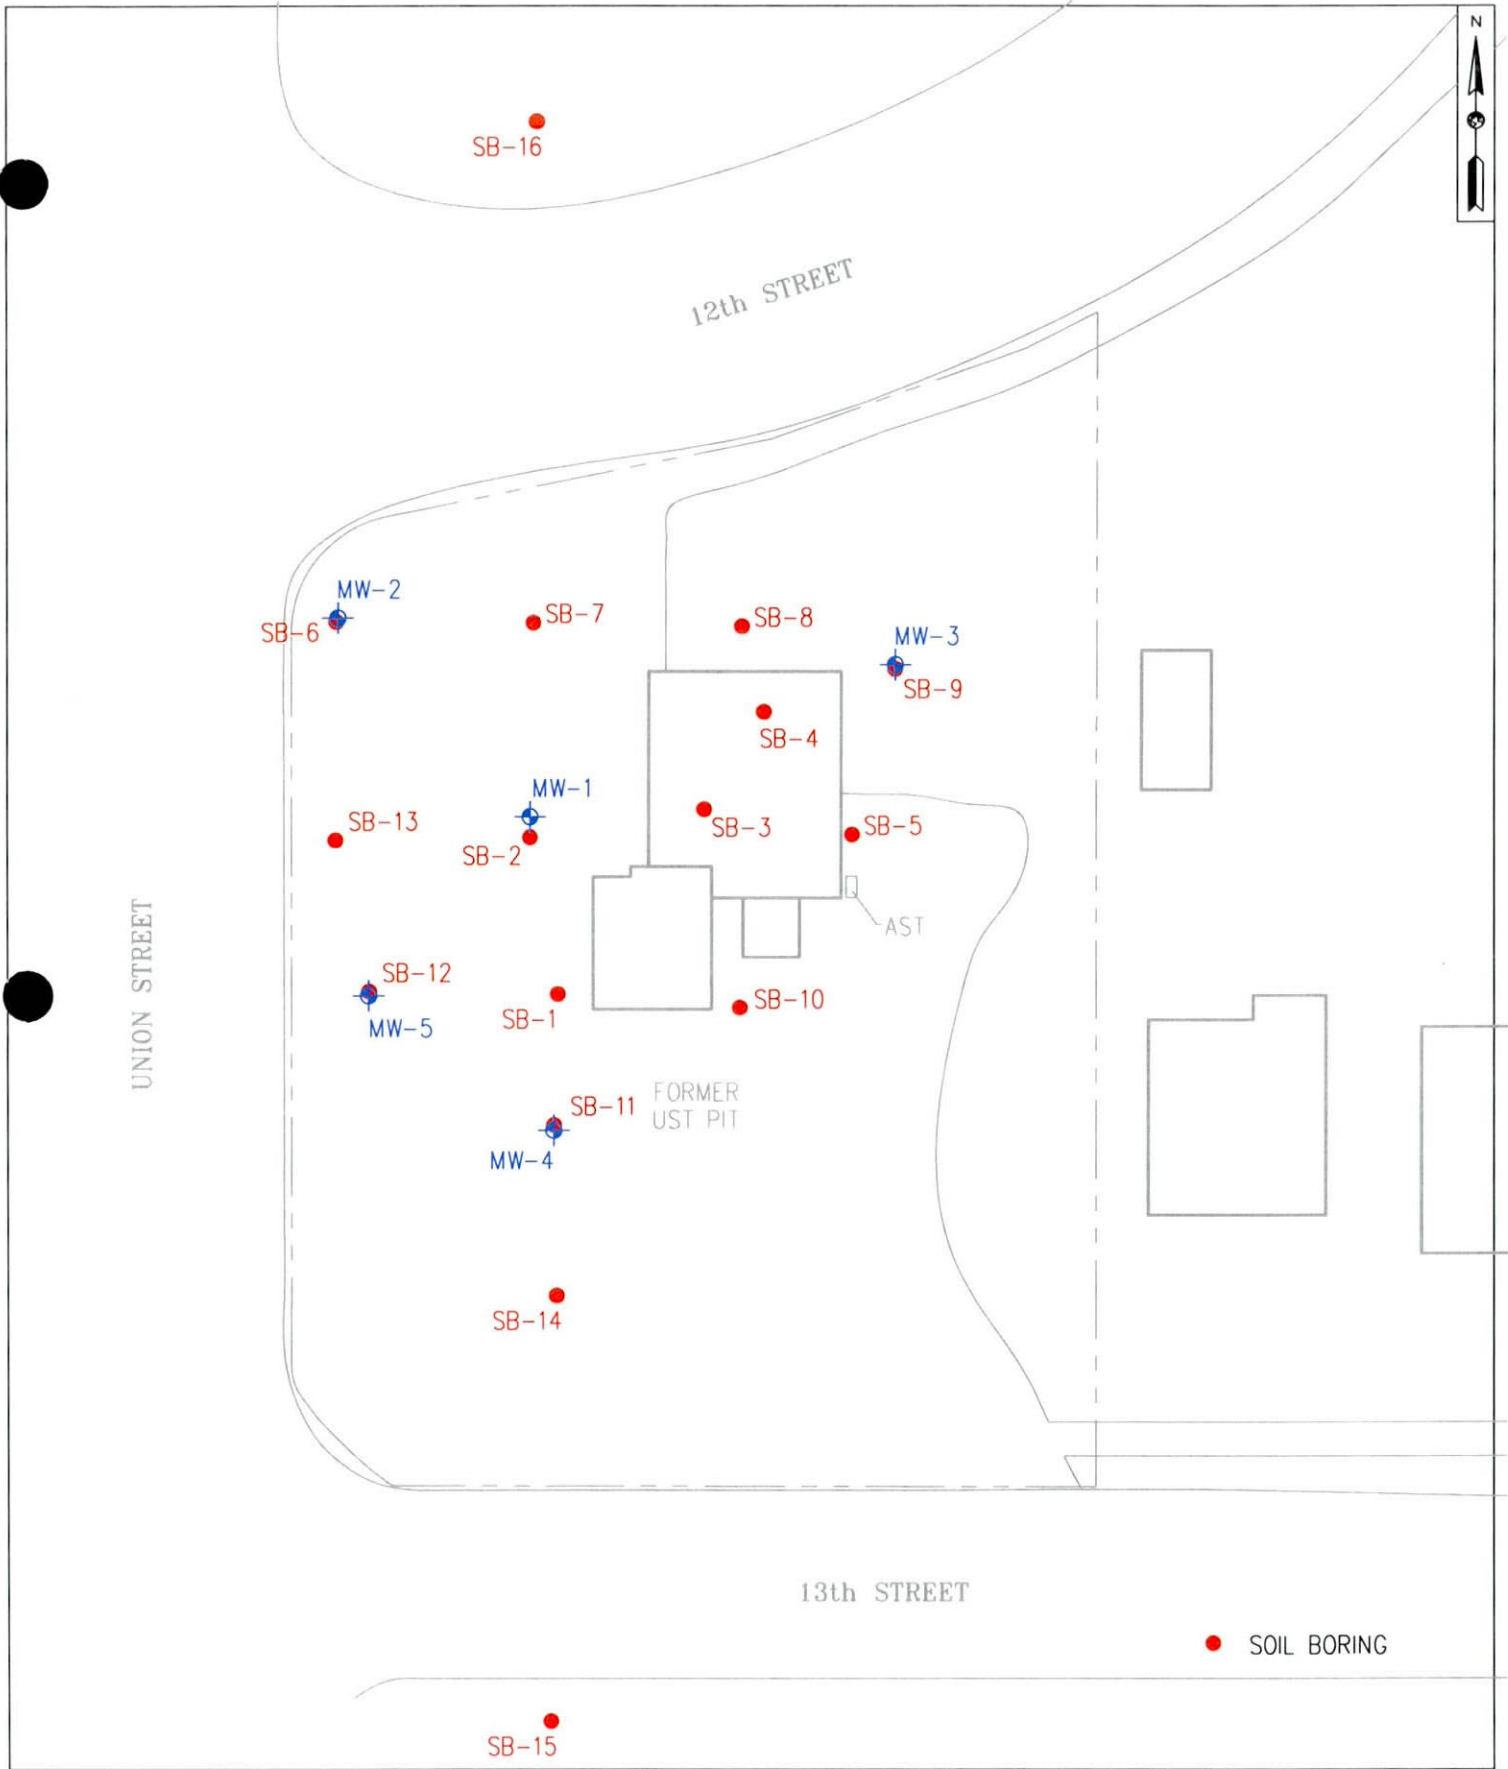 N
SB-16
12th STREET
MW-2
SB-6
SB-7
SB-8
MW-3
SB-9
SB-4
MW-1
SB-13
SB-2
SB-3
SB-5
AST
UNION STREET
SB-12
MW-5
SB-1
SB-10
FORMER
UST PIT
SB-11
MW-4
SB-14
13th STREET
SOIL BORING
SB-15